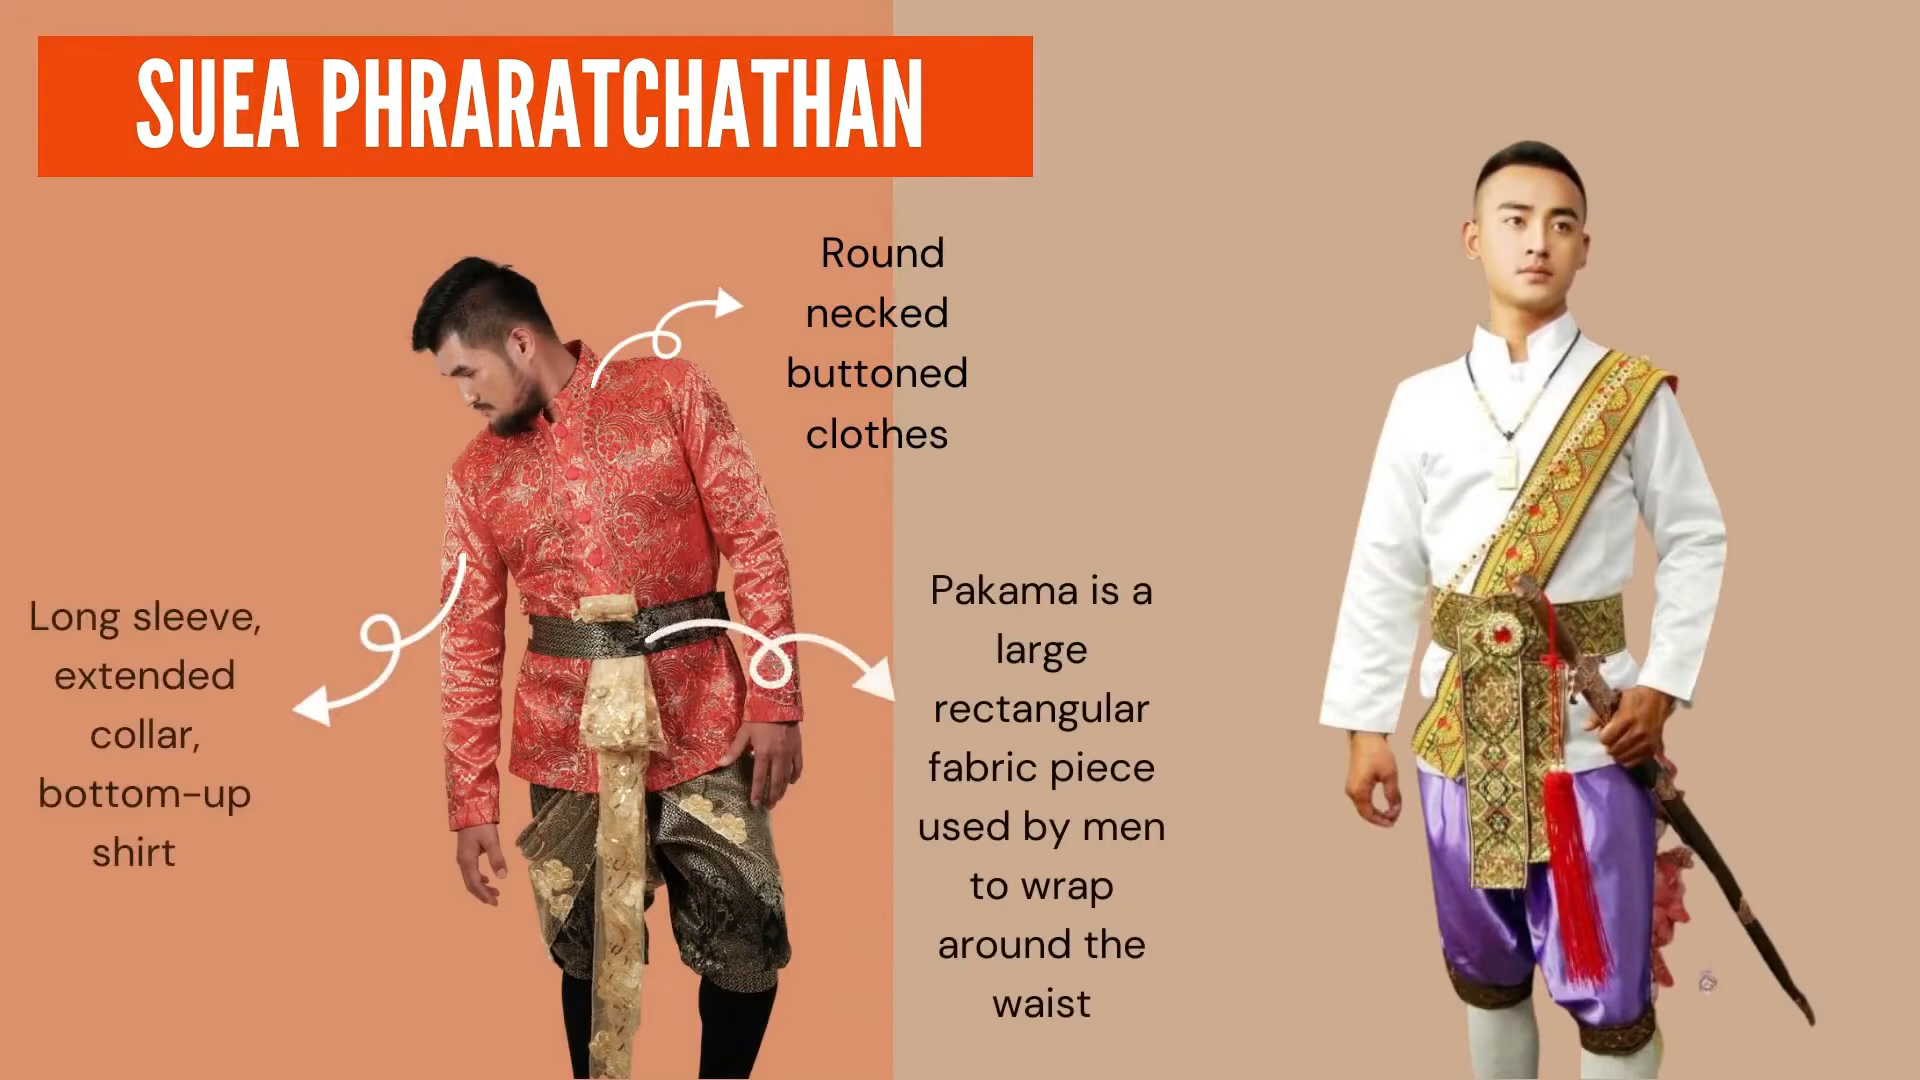 SUEA PHRARATCHATHAN
Round
necked
buttoned
clothes
Long sleeve,
extended
collar,
bottom-up
shirt
Pakama is a
large
rectangular
fabric piece
used by men
to wrap
around the
waist